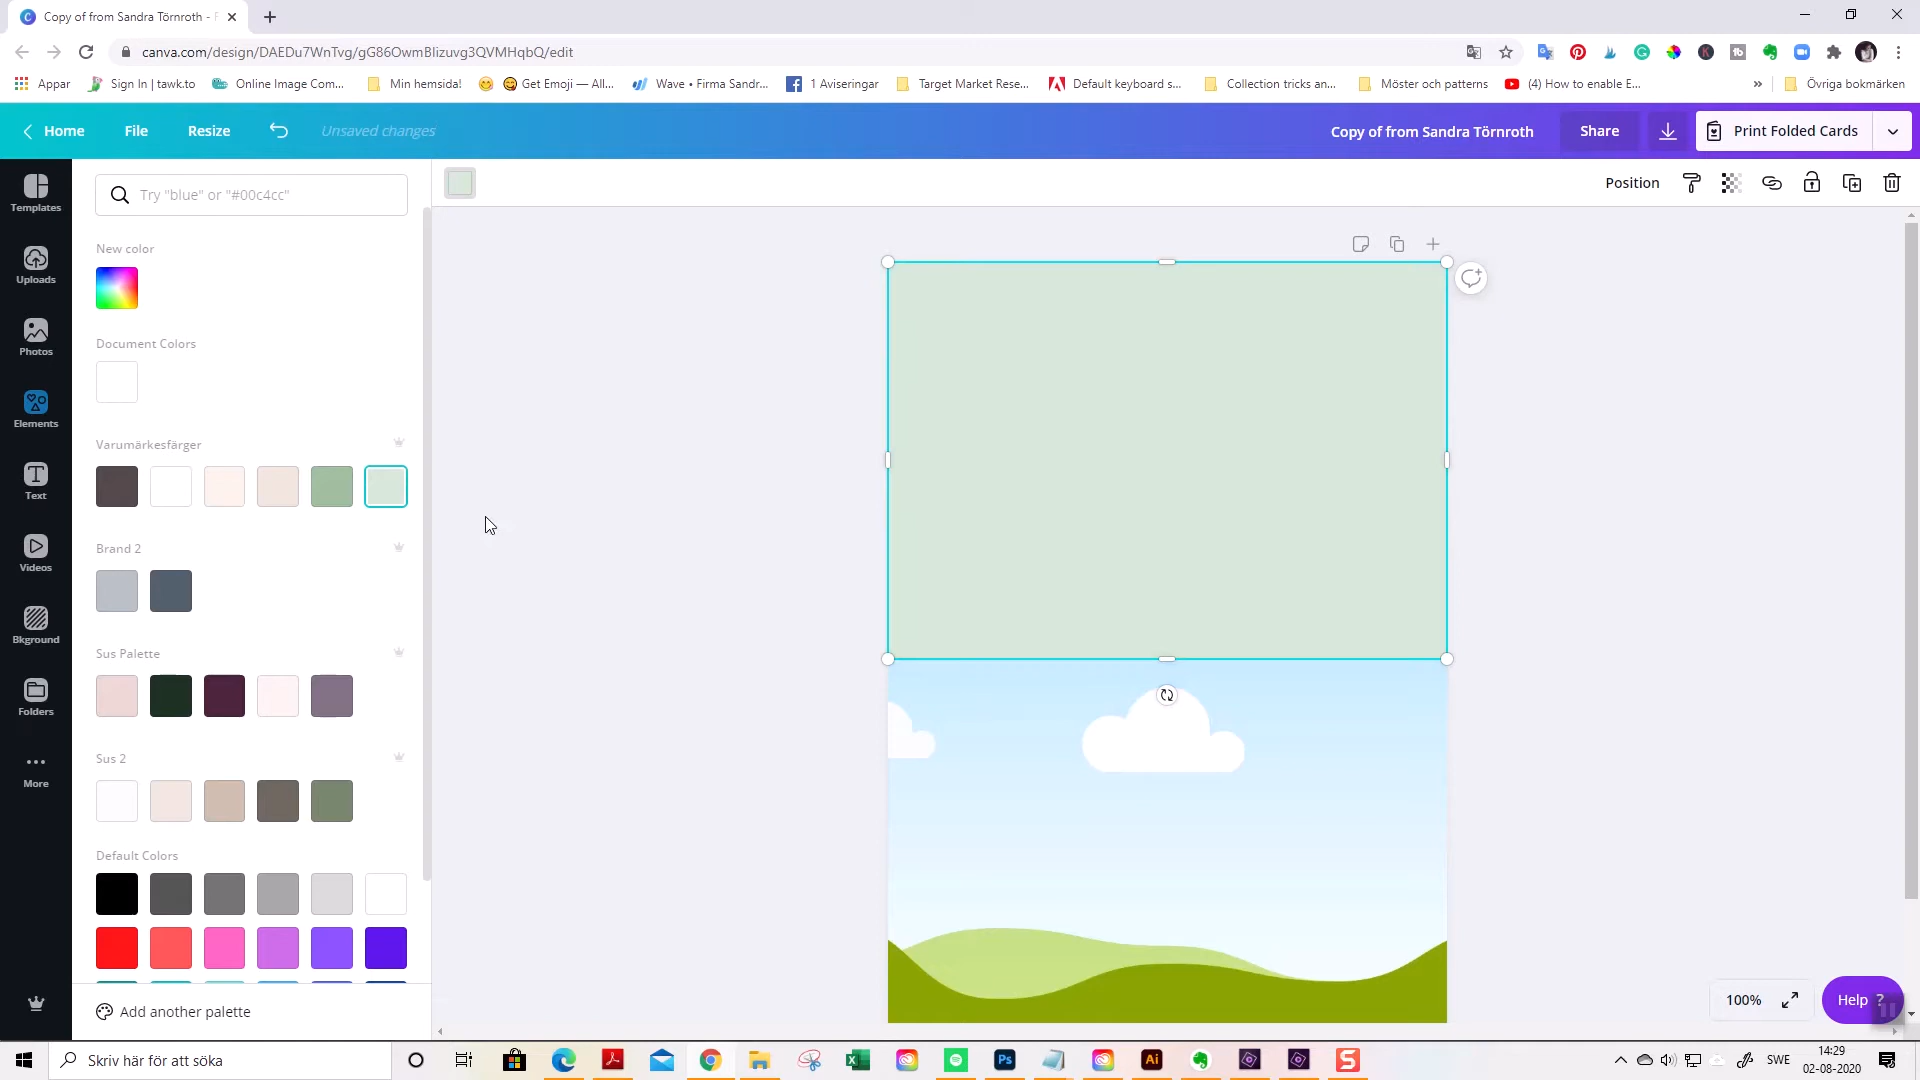 Copy of from Sandra Törnroth -
canva.com/design/DAEDu7WnTvg/gG86OwmBlizuvg3QVMHqbQ/edit
Appar
Sign In | tawk.to
Online Image Com...
Min hemsida!
Get Emoji — All...
Wave • Firma Sandr...
1 Aviseringar
Target Market Rese...
Default keyboard s...
Collection tricks an...
Möster och patterns
(4) How to enable E...
»
Övriga bokmärken
Home
File
Resize
Unsaved changes
Copy of from Sandra Törnroth
Share
Print Folded Cards
Templates
Uploads
Photos
Elements
Text
Videos
Bkground
Folders
More
Try "blue" or "#00c4cc"
New color
Document Colors
Varumärkesfärger
Brand 2
Sus Palette
Sus 2
Default Colors
Add another palette
Position
100%
Help ?
Skriv här för att söka
SWE
14:29
02-08-2020